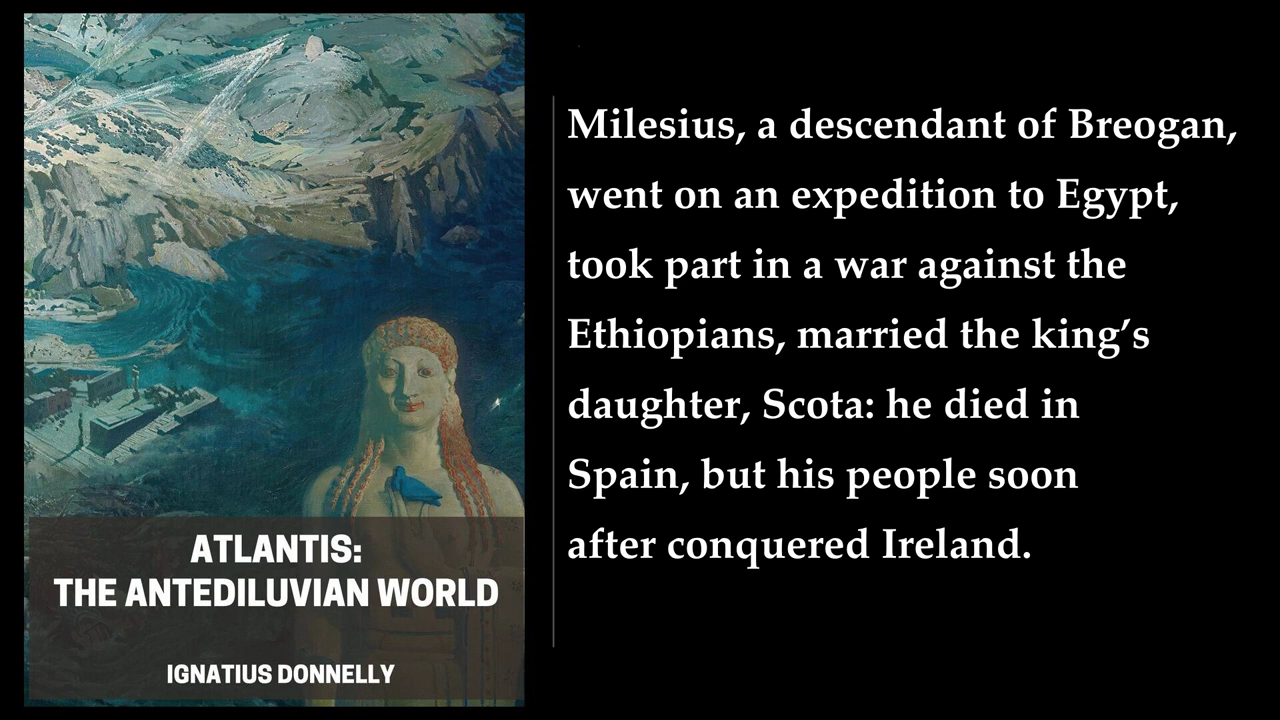 Milesius, a descendant of Breogan,
went on an expedition to Egypt,
took part in a war against the
Ethiopians, married the king’s
daughter, Scota: he died in
Spain, but his people soon
after conquered Ireland.
ATLANTIS:
THE ANTEDILUVIAN WORLD
IGNATIUS DONNELLY